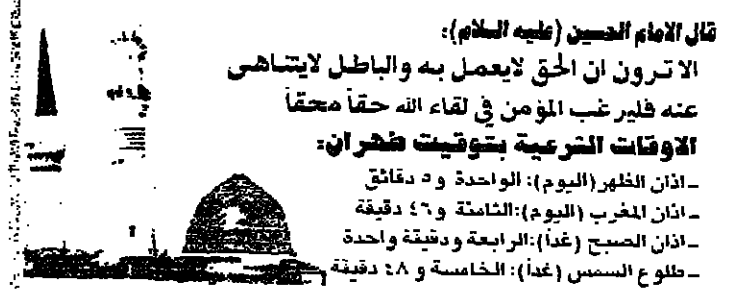 قال الامام الحسين (عليه السلام):
الا ترون ان الحق لايعمل به والباطل لايتناهى
عنه فليرغب المؤمن في لقاء الله حقاً محقاً
الاوقات الشرعية بتوقيت طهران:
ـ اذان الظهر (اليوم): الواحدة و٥ دقائق
ـ اذان المغرب (اليوم): الثامنة و٤٦ دقيقة
ـ اذان الصبح (غداً): الرابعة ودقيقة واحدة
ـ طلوع الشمس (غداً): الخامسة و ٤٨ دقيقة